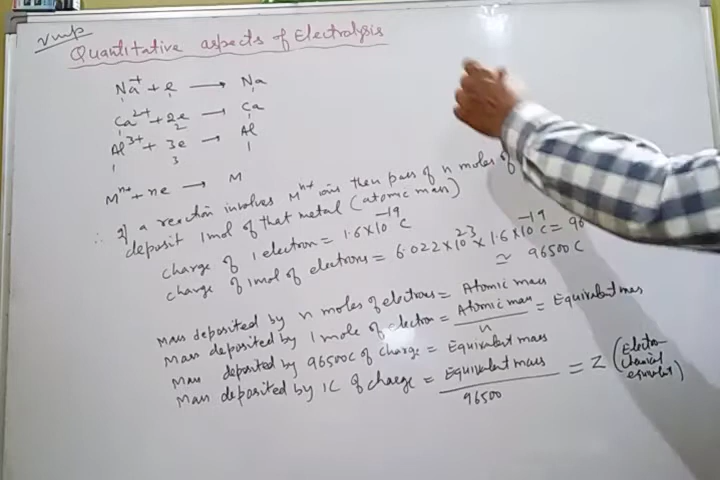 vmp
Quantitative aspects of Electrolysis
Na⁺ + e ⟶ Na
Ca²⁺ + 2e ⟶ Ca
2
Al³⁺ + 3e ⟶ Al
3
Mⁿ⁺ + ne ⟶ M
∴ If a reaction involves Mⁿ⁺ ions then pass of n moles of
deposit 1mol of that metal (atomic mass)
charge of 1 electron = 1.6×10⁻¹⁹ C
charge of 1mol of electrons = 6.022×10²³ × 1.6×10⁻¹⁹ C = 96
≃ 96500 C
Mass deposited by n moles of electrons = Atomic mass
Mass deposited by 1 mole of electron = Atomic mass / n = Equivalent mass
Mass deposited by 96500C of charge = Equivalent mass
Mass deposited by 1C of charge = Equivalent mass / 96500 = Z (Electro chemical equivalent)